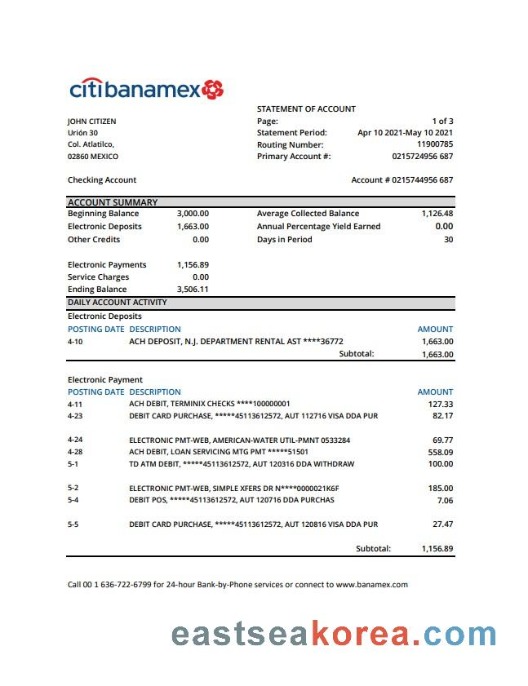 citibanamex
STATEMENT OF ACCOUNT
JOHN CITIZEN Page: 1 of 3
Urión 30 Statement Period: Apr 10 2021-May 10 2021
Col. Atlatilco, Routing Number: 11900785
02860 MEXICO Primary Account #: 0215724956 687
Checking Account Account # 0215744956 687
ACCOUNT SUMMARY
Beginning Balance 3,000.00 Average Collected Balance 1,126.48
Electronic Deposits 1,663.00 Annual Percentage Yield Earned 0.00
Other Credits 0.00 Days in Period 30
Electronic Payments 1,156.89
Service Charges 0.00
Ending Balance 3,506.11
DAILY ACCOUNT ACTIVITY
Electronic Deposits
POSTING DATE DESCRIPTION AMOUNT
4-10 ACH DEPOSIT, N.J. DEPARTMENT RENTAL AST ****36772 1,663.00
Subtotal: 1,663.00
Electronic Payment
POSTING DATE DESCRIPTION AMOUNT
4-11 ACH DEBIT, TERMINIX CHECKS ****100000001 127.33
4-23 DEBIT CARD PURCHASE, *****45113612572, AUT 112716 VISA DDA PUR 82.17
4-24 ELECTRONIC PMT-WEB, AMERICAN-WATER UTIL-PMNT 0533284 69.77
4-28 ACH DEBIT, LOAN SERVICING MTG PMT *****51501 558.09
5-1 TD ATM DEBIT, *****45113612572, AUT 120316 DDA WITHDRAW 100.00
5-2 ELECTRONIC PMT-WEB, SIMPLE XFERS DR N****0000021K6F 185.00
5-4 DEBIT POS, *****45113612572, AUT 120716 DDA PURCHAS 7.06
5-5 DEBIT CARD PURCHASE, *****45113612572, AUT 120816 VISA DDA PUR 27.47
Subtotal: 1,156.89
Call 00 1 636-722-6799 for 24-hour Bank-by-Phone services or connect to www.banamex.com
eastseakorea.com